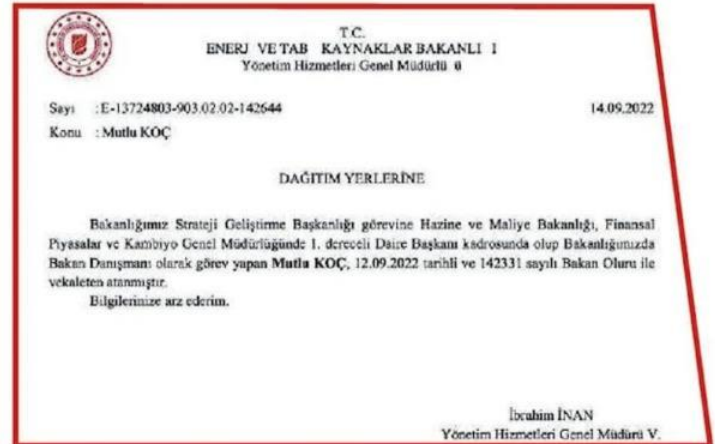 T.C.
ENERJ VE TAB KAYNAKLAR BAKANLI I
Yönetim Hizmetleri Genel Müdürlü ü
Sayı :E-13724803-903.02.02-142644 14.09.2022
Konu : Mutlu KOÇ
DAĞITIM YERLERİNE
Bakanlığımız Strateji Geliştirme Başkanlığı görevine Hazine ve Maliye Bakanlığı, Finansal
Piyasalar ve Kambiyo Genel Müdürlüğünde 1. dereceli Daire Başkanı kadrosunda olup Bakanlığımızda
Bakan Danışmanı olarak görev yapan Mutlu KOÇ, 12.09.2022 tarihli ve 142331 sayılı Bakan Oluru ile
vekaleten atanmıştır.
Bilgilerinize arz ederim.
İbrahim İNAN
Yönetim Hizmetleri Genel Müdürü V.